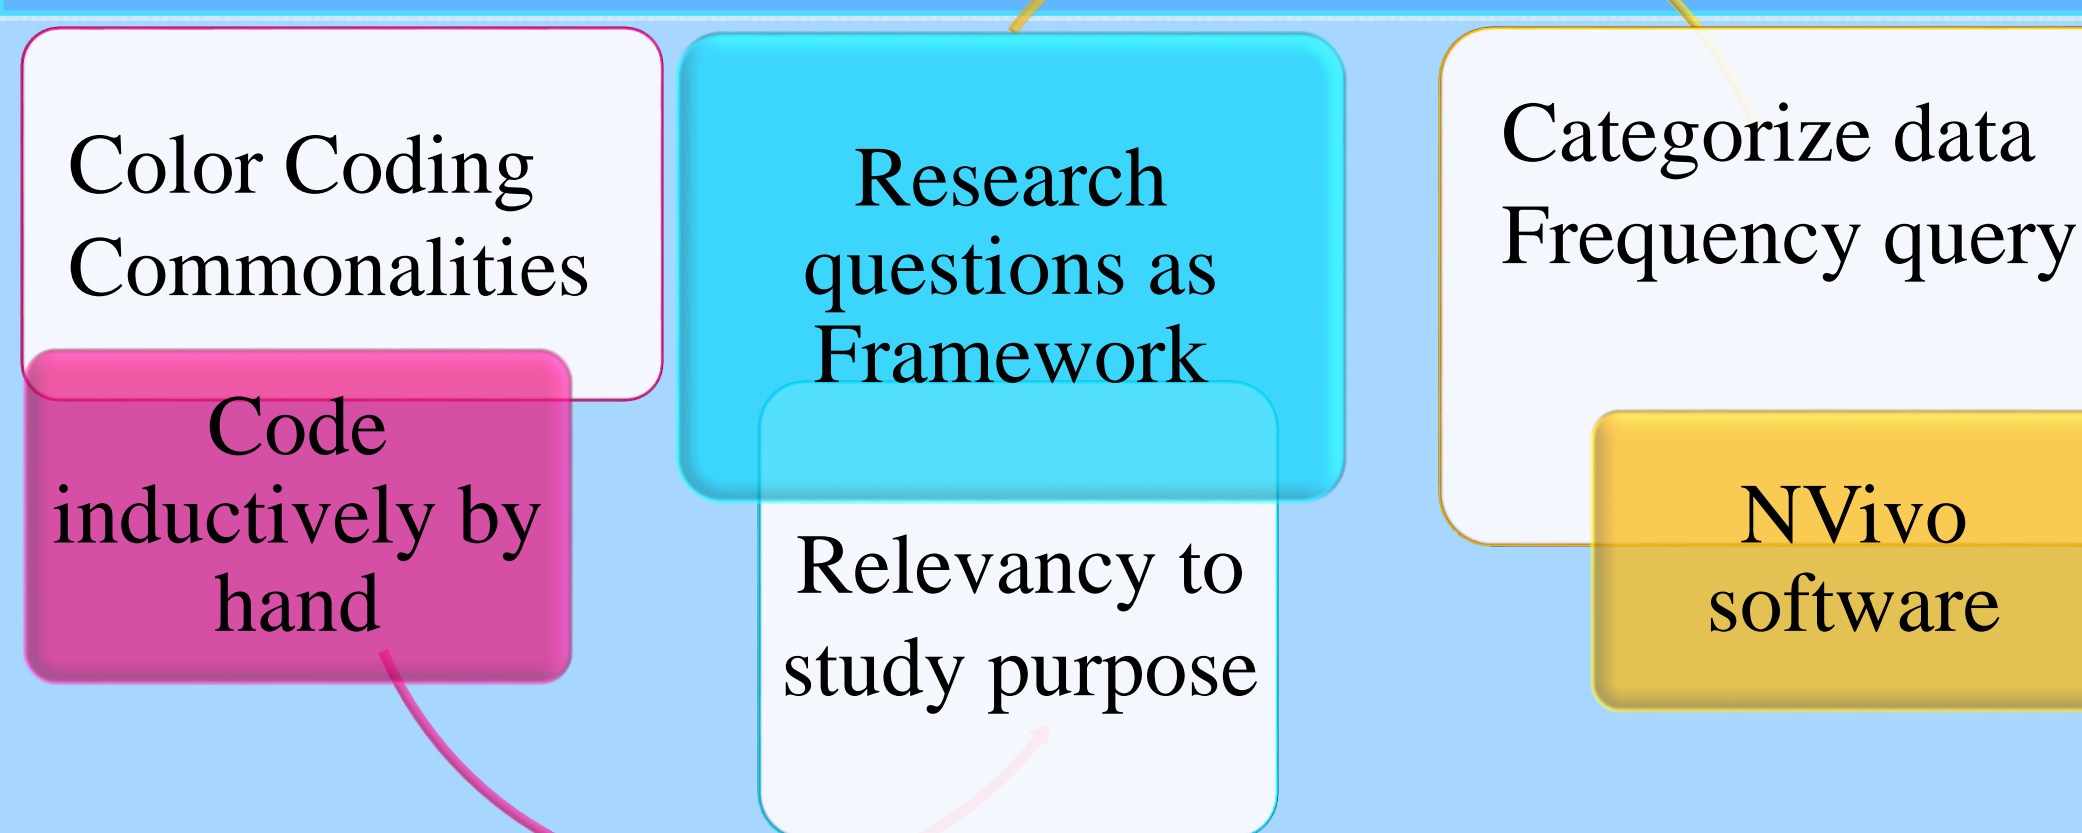 Color Coding
Commonalities
Code
inductively by
hand
Research
questions as
Framework
Relevancy to
study purpose
Categorize data
Frequency query
NVivo
software